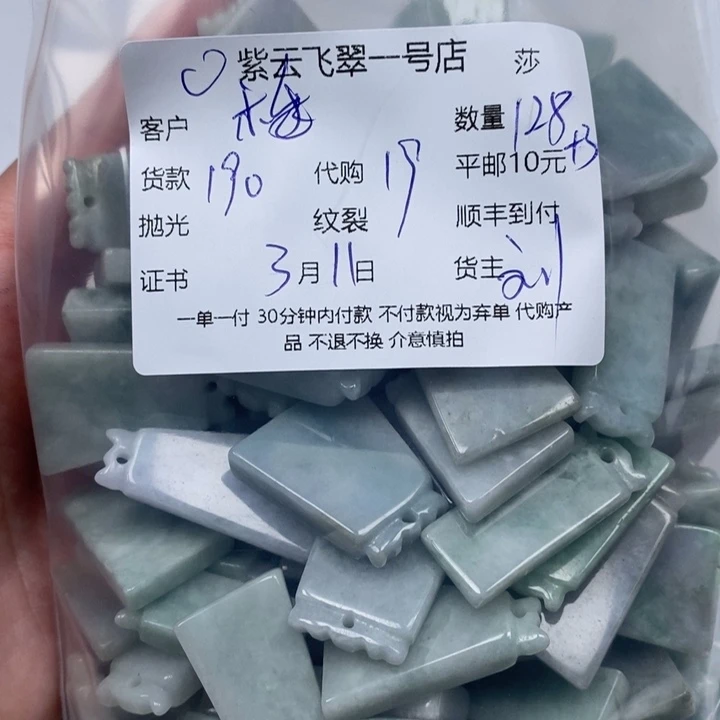 紫云飞翠一号店 莎
客户 数量 128
货款 190 代购 19 平邮10元 +3
抛光 纹裂 顺丰到付
证书 3月11日 货主 刘
一单一付 30分钟内付款 不付款视为弃单 代购产
品 不退不换 介意慎拍